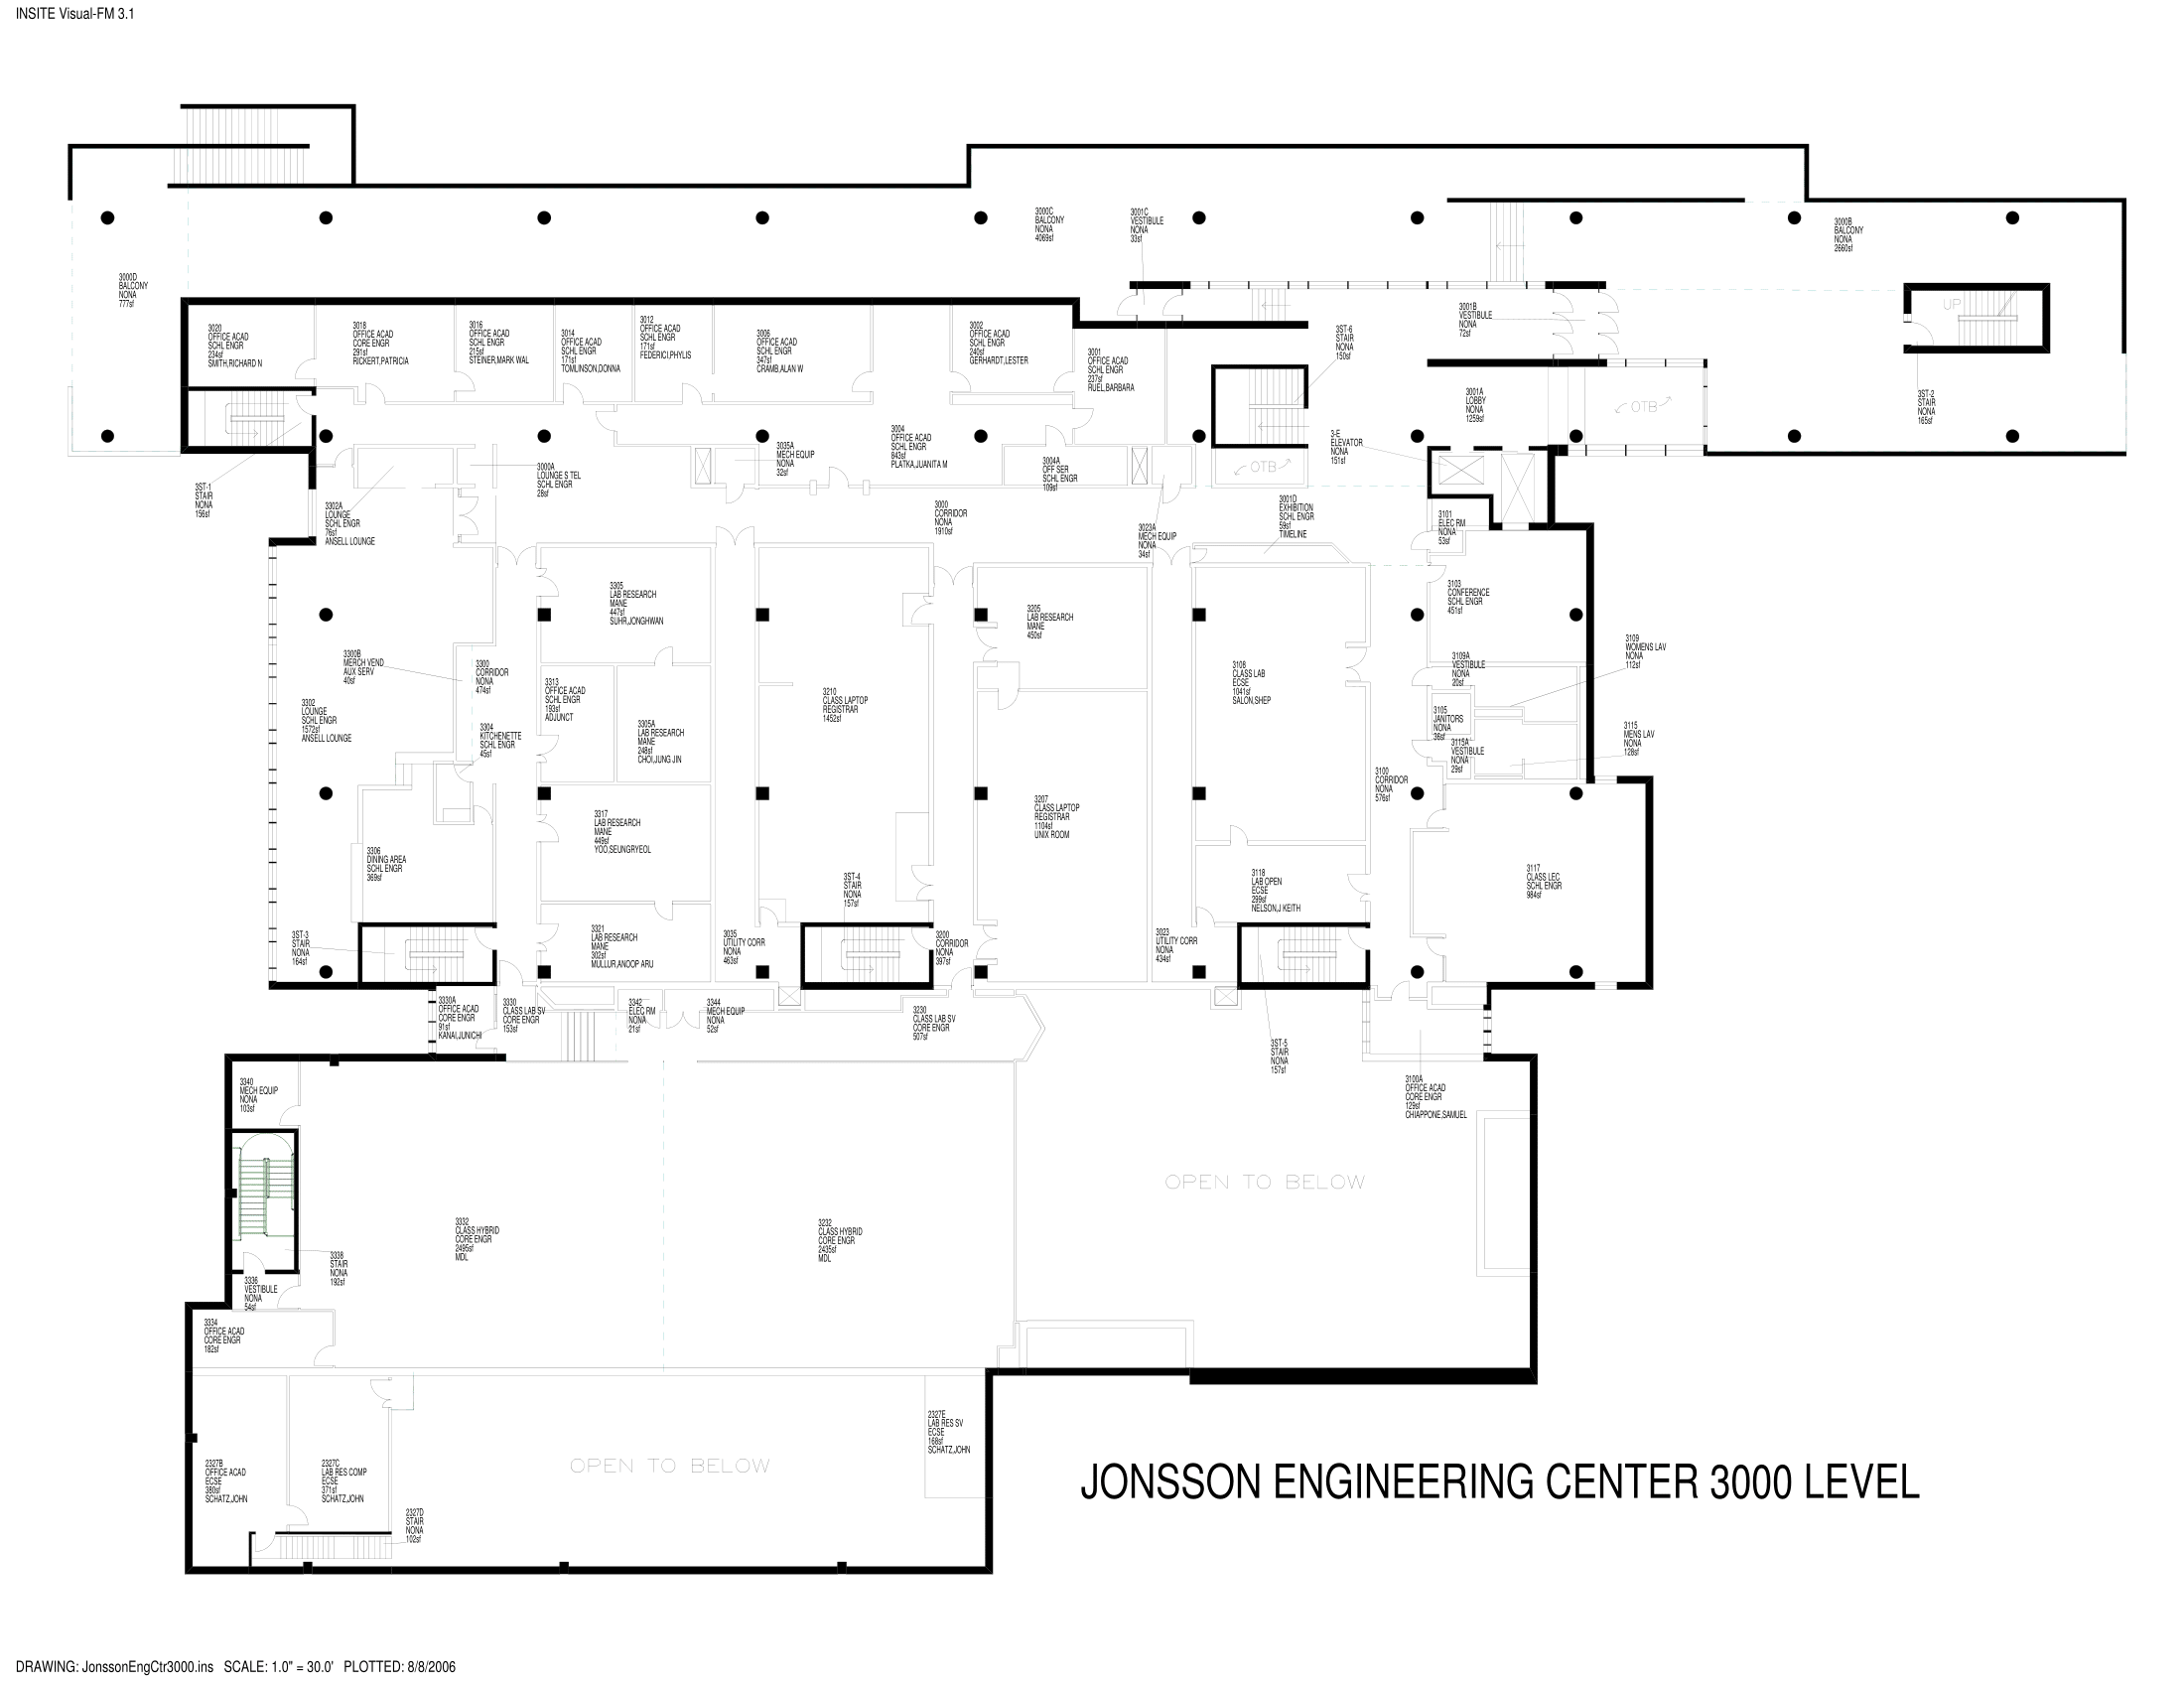 INSITE Visual-FM 3.1
3000C
BALCONY
NONA
4069sf
3001C
VESTIBULE
NONA
33sf
3000B
BALCONY
NONA
2660sf
3000D
BALCONY
NONA
777sf
3020
OFFICE ACAD
SCHL ENGR
234sf
SMITH,RICHARD N
3018
OFFICE ACAD
CORE ENGR
291sf
RICKERT,PATRICIA
3016
OFFICE ACAD
SCHL ENGR
215sf
STEINER,MARK WAL
3014
OFFICE ACAD
SCHL ENGR
171sf
TOMLINSON,DONNA
3012
OFFICE ACAD
SCHL ENGR
171sf
FEDERICI,PHYLIS
3006
OFFICE ACAD
SCHL ENGR
347sf
CRAMB,ALAN W
3002
OFFICE ACAD
SCHL ENGR
240sf
GERHARDT,LESTER
3001
OFFICE ACAD
SCHL ENGR
237sf
RUEL,BARBARA
3ST-6
STAIR
NONA
150sf
3001B
VESTIBULE
NONA
72sf
UP
3001A
LOBBY
NONA
1259sf
OTB
3ST-2
STAIR
NONA
165sf
3ST-1
STAIR
NONA
156sf
3302A
LOUNGE
SCHL ENGR
76sf
ANSELL LOUNGE
3000A
LOUNGE S TEL
SCHL ENGR
28sf
3035A
MECH EQUIP
NONA
32sf
3004
OFFICE ACAD
SCHL ENGR
843sf
PLATKA,JUANITA M
3004A
OFF SER
SCHL ENGR
109sf
OTB
3-E
ELEVATOR
NONA
151sf
3000
CORRIDOR
NONA
1910sf
3023A
MECH EQUIP
NONA
34sf
3001D
EXHIBITION
SCHL ENGR
59sf
TIMELINE
3101
ELEC RM
NONA
53sf
3305
LAB RESEARCH
MANE
447sf
SUHR,JONGHWAN
3205
LAB RESEARCH
MANE
450sf
3103
CONFERENCE
SCHL ENGR
451sf
3109
WOMENS LAV
NONA
112sf
3300B
MERCH VEND
AUX SERV
40sf
3300
CORRIDOR
NONA
474sf
3313
OFFICE ACAD
SCHL ENGR
193sf
ADJUNCT
3210
CLASS LAPTOP
REGISTRAR
1452sf
3108
CLASS LAB
ECSE
1041sf
SALON,SHEP
3109A
VESTIBULE
NONA
20sf
3302
LOUNGE
SCHL ENGR
1572sf
ANSELL LOUNGE
3304
KITCHENETTE
SCHL ENGR
45sf
3305A
LAB RESEARCH
MANE
248sf
CHOI,JUNG JIN
3105
JANITORS
NONA
36sf
3115
MENS LAV
NONA
128sf
3115A
VESTIBULE
NONA
29sf
3100
CORRIDOR
NONA
576sf
3317
LAB RESEARCH
MANE
449sf
YOO,SEUNGRYEOL
3207
CLASS LAPTOP
REGISTRAR
1104sf
UNIX ROOM
3306
DINING AREA
SCHL ENGR
369sf
3ST-4
STAIR
NONA
157sf
3118
LAB OPEN
ECSE
299sf
NELSON,J KEITH
3117
CLASS LEC
SCHL ENGR
984sf
3ST-3
STAIR
NONA
164sf
3321
LAB RESEARCH
MANE
302sf
MULLUR,ANOOP ARU
3035
UTILITY CORR
NONA
463sf
3200
CORRIDOR
NONA
397sf
3023
UTILITY CORR
NONA
434sf
3330A
OFFICE ACAD
CORE ENGR
91sf
KANAI,JUNICHI
3330
CLASS LAB SV
CORE ENGR
153sf
3342
ELEC RM
NONA
21sf
3344
MECH EQUIP
NONA
52sf
3230
CLASS LAB SV
CORE ENGR
507sf
3ST-5
STAIR
NONA
157sf
3100A
OFFICE ACAD
CORE ENGR
129sf
CHIAPPONE,SAMUEL
3340
MECH EQUIP
NONA
103sf
OPEN TO BELOW
3332
CLASS HYBRID
CORE ENGR
2495sf
MDL
3232
CLASS HYBRID
CORE ENGR
2435sf
MDL
3338
STAIR
NONA
192sf
3336
VESTIBULE
NONA
54sf
3334
OFFICE ACAD
CORE ENGR
182sf
2327E
LAB RES SV
ECSE
168sf
SCHATZ,JOHN
2327B
OFFICE ACAD
ECSE
380sf
SCHATZ,JOHN
2327C
LAB RES COMP
ECSE
371sf
SCHATZ,JOHN
OPEN TO BELOW
2327D
STAIR
NONA
102sf
JONSSON ENGINEERING CENTER 3000 LEVEL
DRAWING: JonssonEngCtr3000.ins SCALE: 1.0" = 30.0' PLOTTED: 8/8/2006